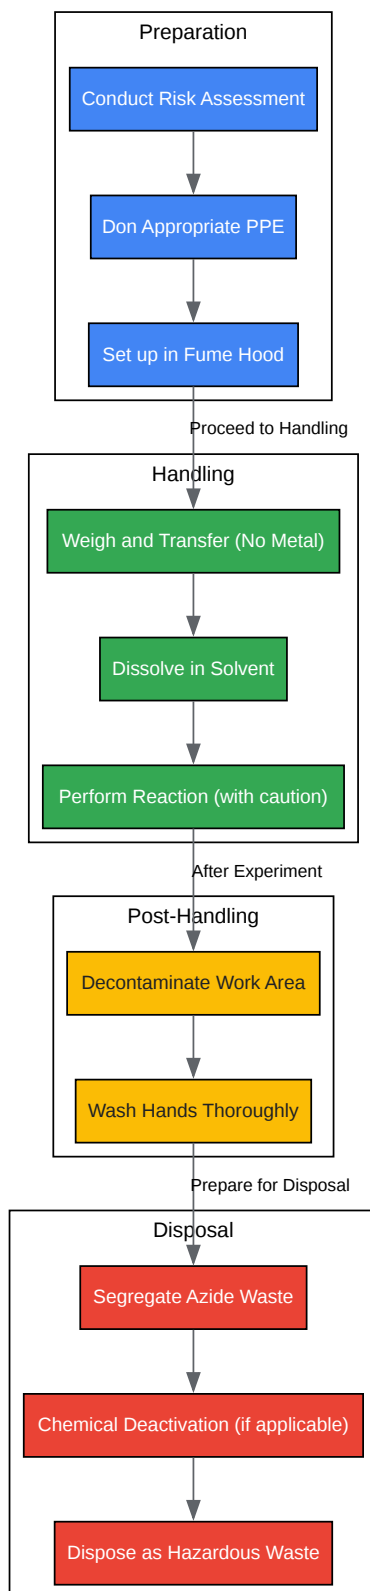 Preparation
Conduct Risk Assessment
Don Appropriate PPE
Set up in Fume Hood
Proceed to Handling
Handling
Weigh and Transfer (No Metal)
Dissolve in Solvent
Perform Reaction (with caution)
After Experiment
Post-Handling
Decontaminate Work Area
Wash Hands Thoroughly
Prepare for Disposal
Disposal
Segregate Azide Waste
Chemical Deactivation (if applicable)
Dispose as Hazardous Waste